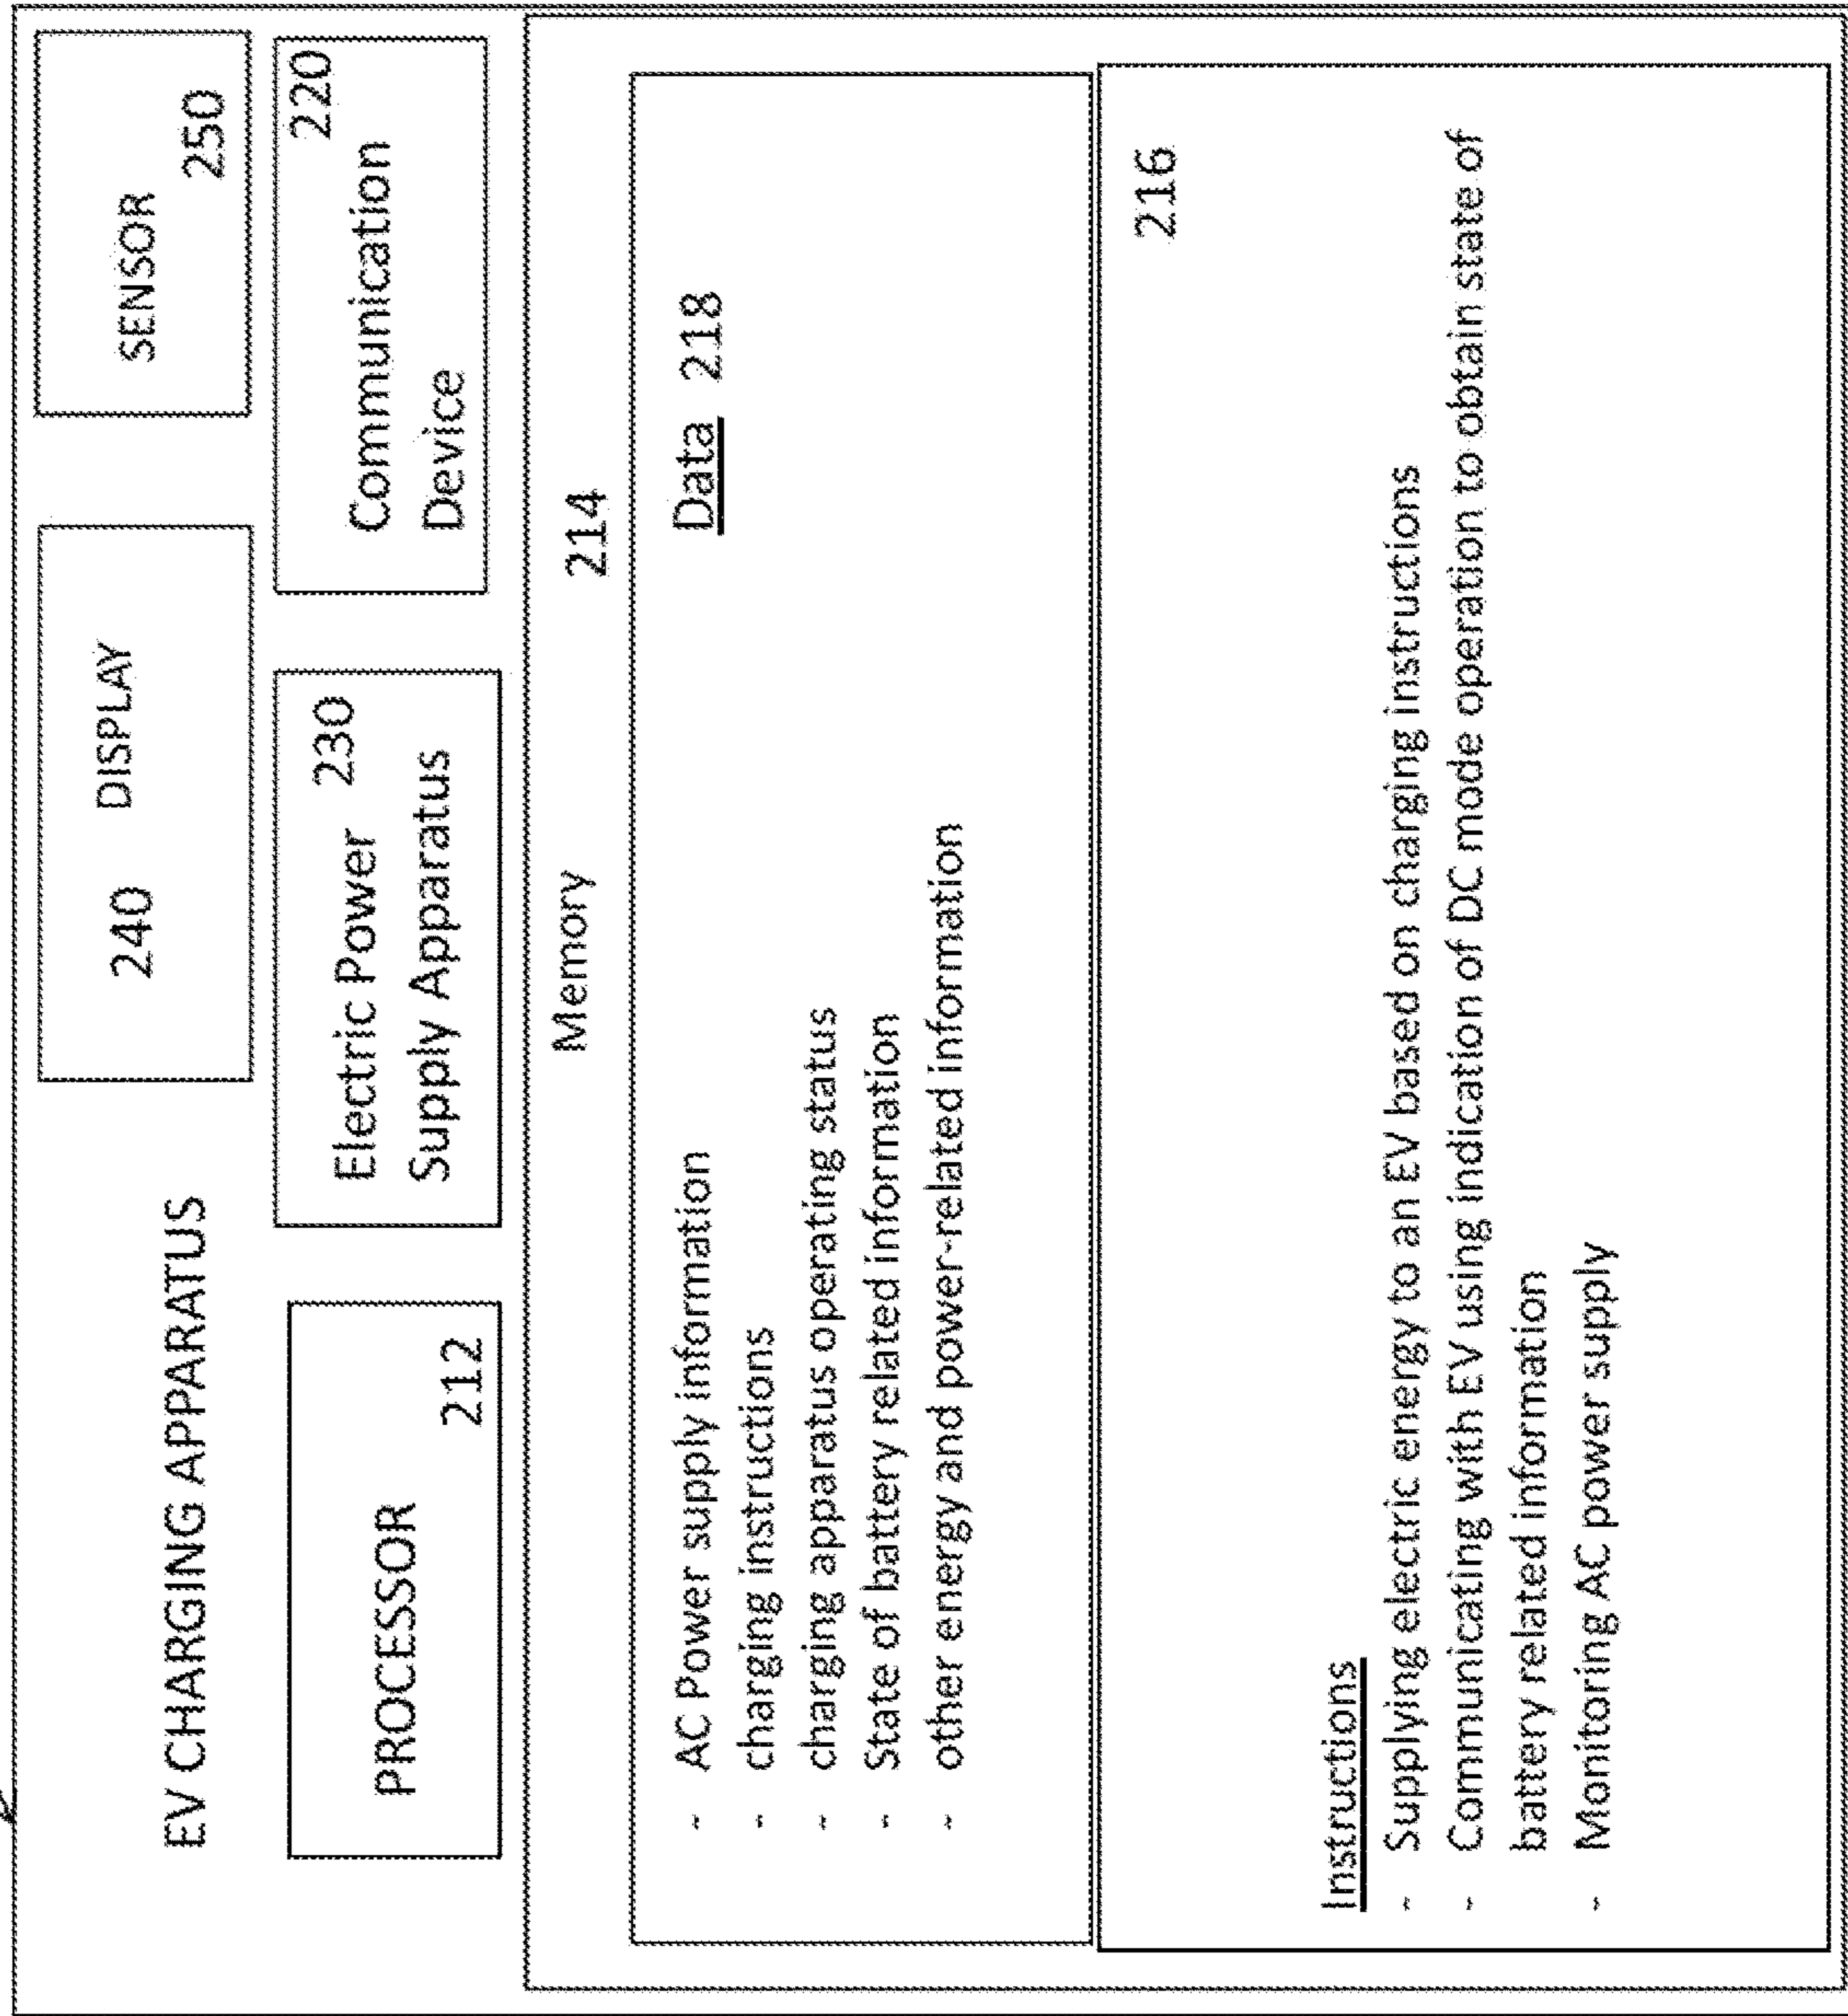 EV CHARGING APPARATUS
240 DISPLAY
SENSOR
250
PROCESSOR
212
Electric Power 230
Supply Apparatus
220
Communication
Device
Memory 214
Data 218
- AC Power supply information
- charging instructions
- charging apparatus operating status
- State of battery related information
- other energy and power-related information
216
Instructions
- Supplying electric energy to an EV based on charging instructions
- Communicating with EV using indication of DC mode operation to obtain state of
battery related information
- Monitoring AC power supply